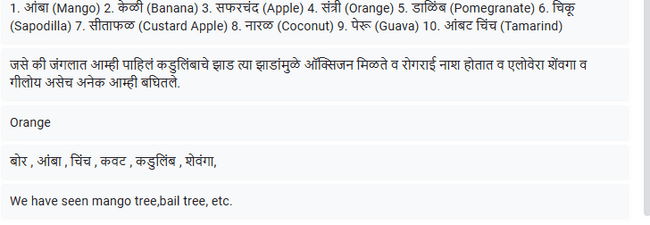 1. आंबा (Mango) 2. केळी (Banana) 3. सफरचंद (Apple) 4. संत्री (Orange) 5. डाळिंब (Pomegranate) 6. चिकू
(Sapodilla) 7. सीताफळ (Custard Apple) 8. नारळ (Coconut) 9. पेरू (Guava) 10. आंबट चिंच (Tamarind)
जसे की जंगलात आम्ही पाहिलं कडुलिंबाचे झाड त्या झाडांमुळे ऑक्सिजन मिळते व रोगराई नाश होतात व एलोवेरा शेंवगा व
गीलोय असेच अनेक आम्ही बघितले.
Orange
बोर , आंबा , चिंच , कवट , कडुलिंब , शेवंगा,
We have seen mango tree,bail tree, etc.